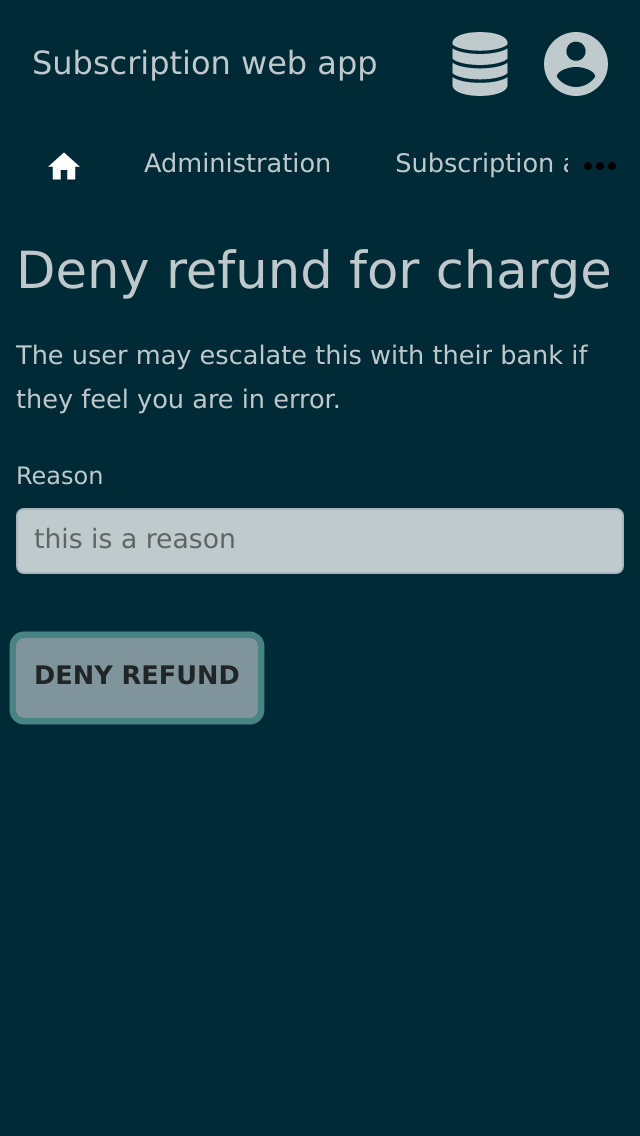 Subscription web app
Administration
Subscription a
Deny refund for charge
The user may escalate this with their bank if
they feel you are in error.
Reason
this is a reason
DENY REFUND